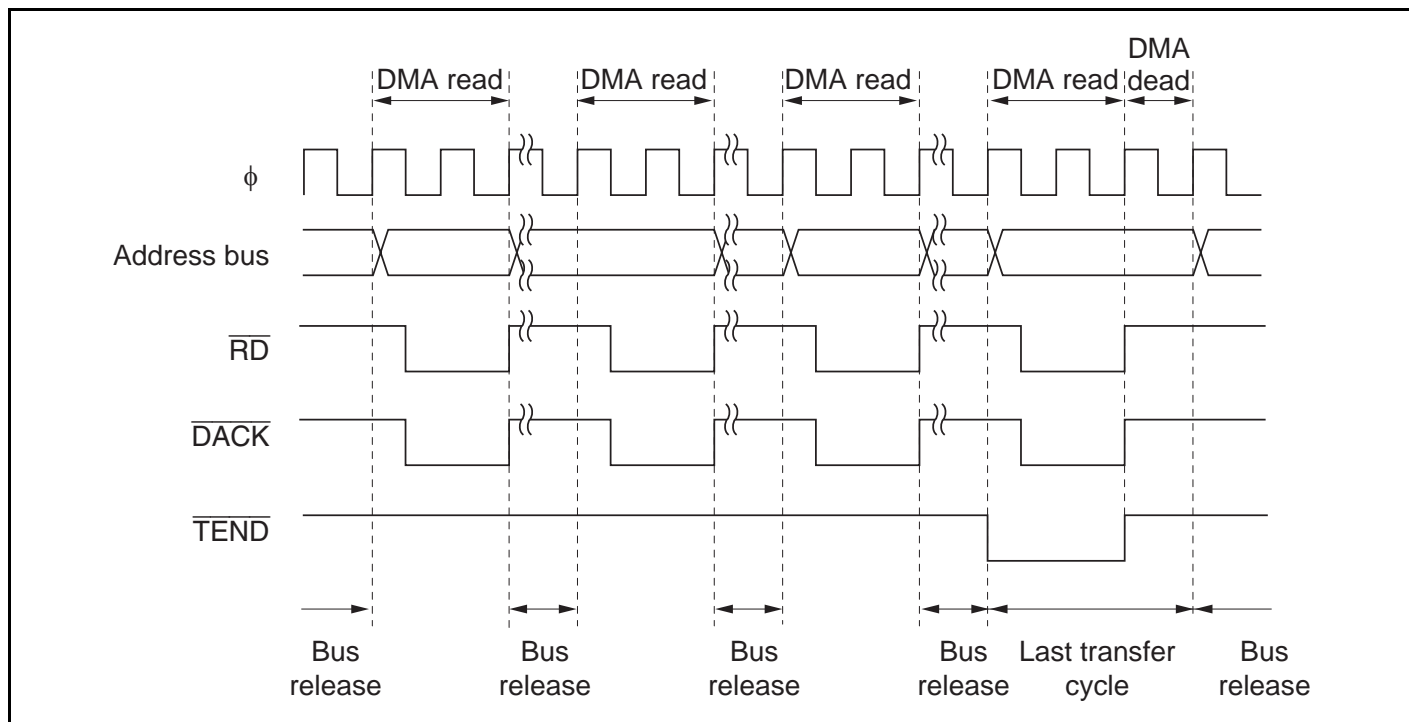 DMA read
DMA read
DMA read
DMA read
DMA
dead
ϕ
Address bus
RD
DACK
TEND
Bus
release
Bus
release
Bus
release
Bus
release
Last transfer
cycle
Bus
release